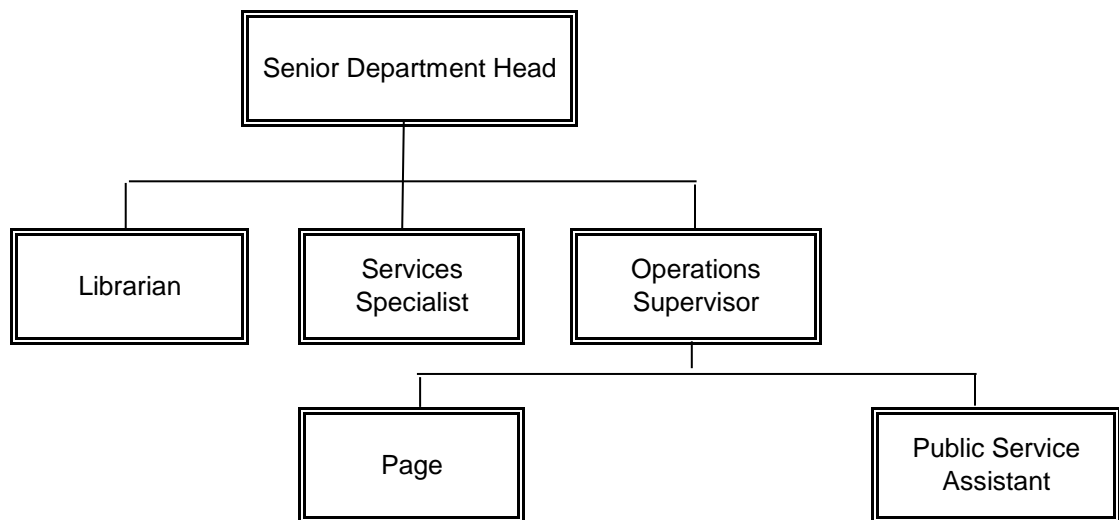 Senior Department Head
Librarian
Services
Specialist
Operations
Supervisor
Page
Public Service
Assistant